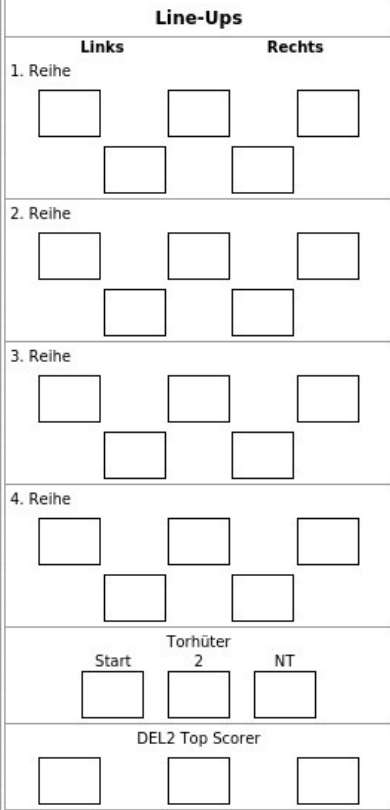 Line-Ups
Links Rechts
1. Reihe
2. Reihe
3. Reihe
4. Reihe
Torhüter
Start 2 NT
DEL2 Top Scorer